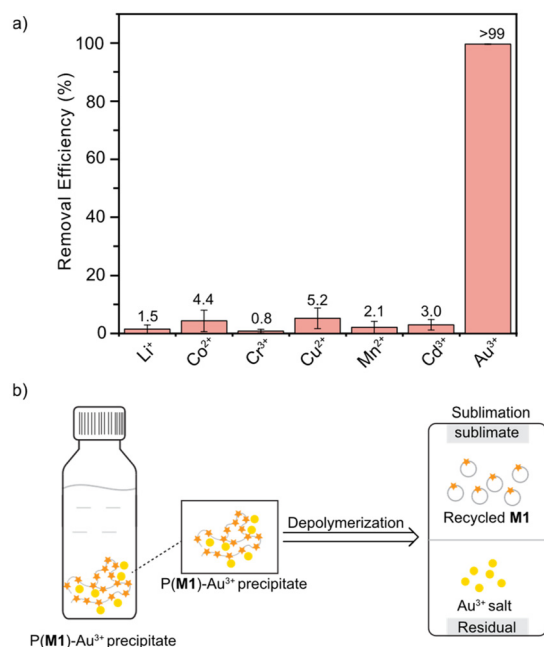 a)
Removal Efficiency (%)
100
80
60
40
20
0
1.5
4.4
0.8
5.2
2.1
3.0
>99
Li⁺
Co²⁺
Cr³⁺
Cu²⁺
Mn²⁺
Cd³⁺
Au³⁺
b)
P(M1)-Au³⁺ precipitate
P(M1)-Au³⁺ precipitate
Depolymerization
Sublimation
sublimate
Recycled M1
Au³⁺ salt
Residual